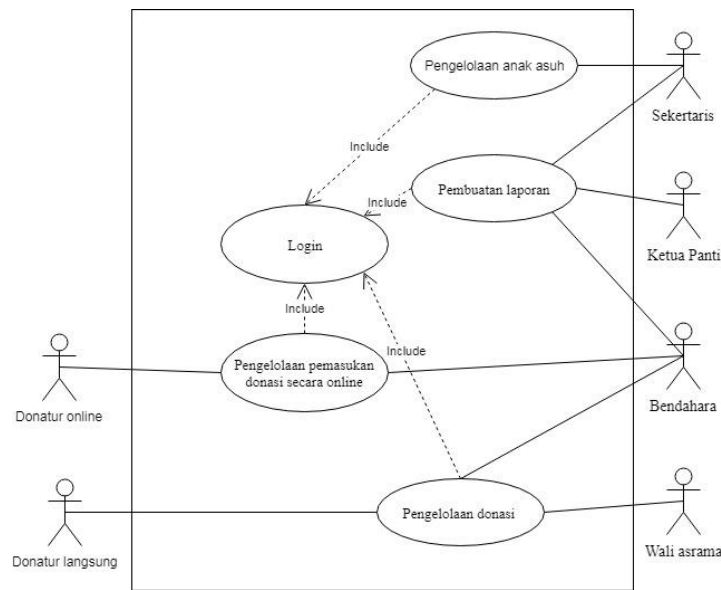 Pengelolaan anak asuh
Sekertaris
Include
Pembuatan laporan
Include
Ketua Panti
Login
Include
Include
Pengelolaan pemasukan
donasi secara online
Donatur online
Bendahara
Pengelolaan donasi
Donatur langsung
Wali asrama